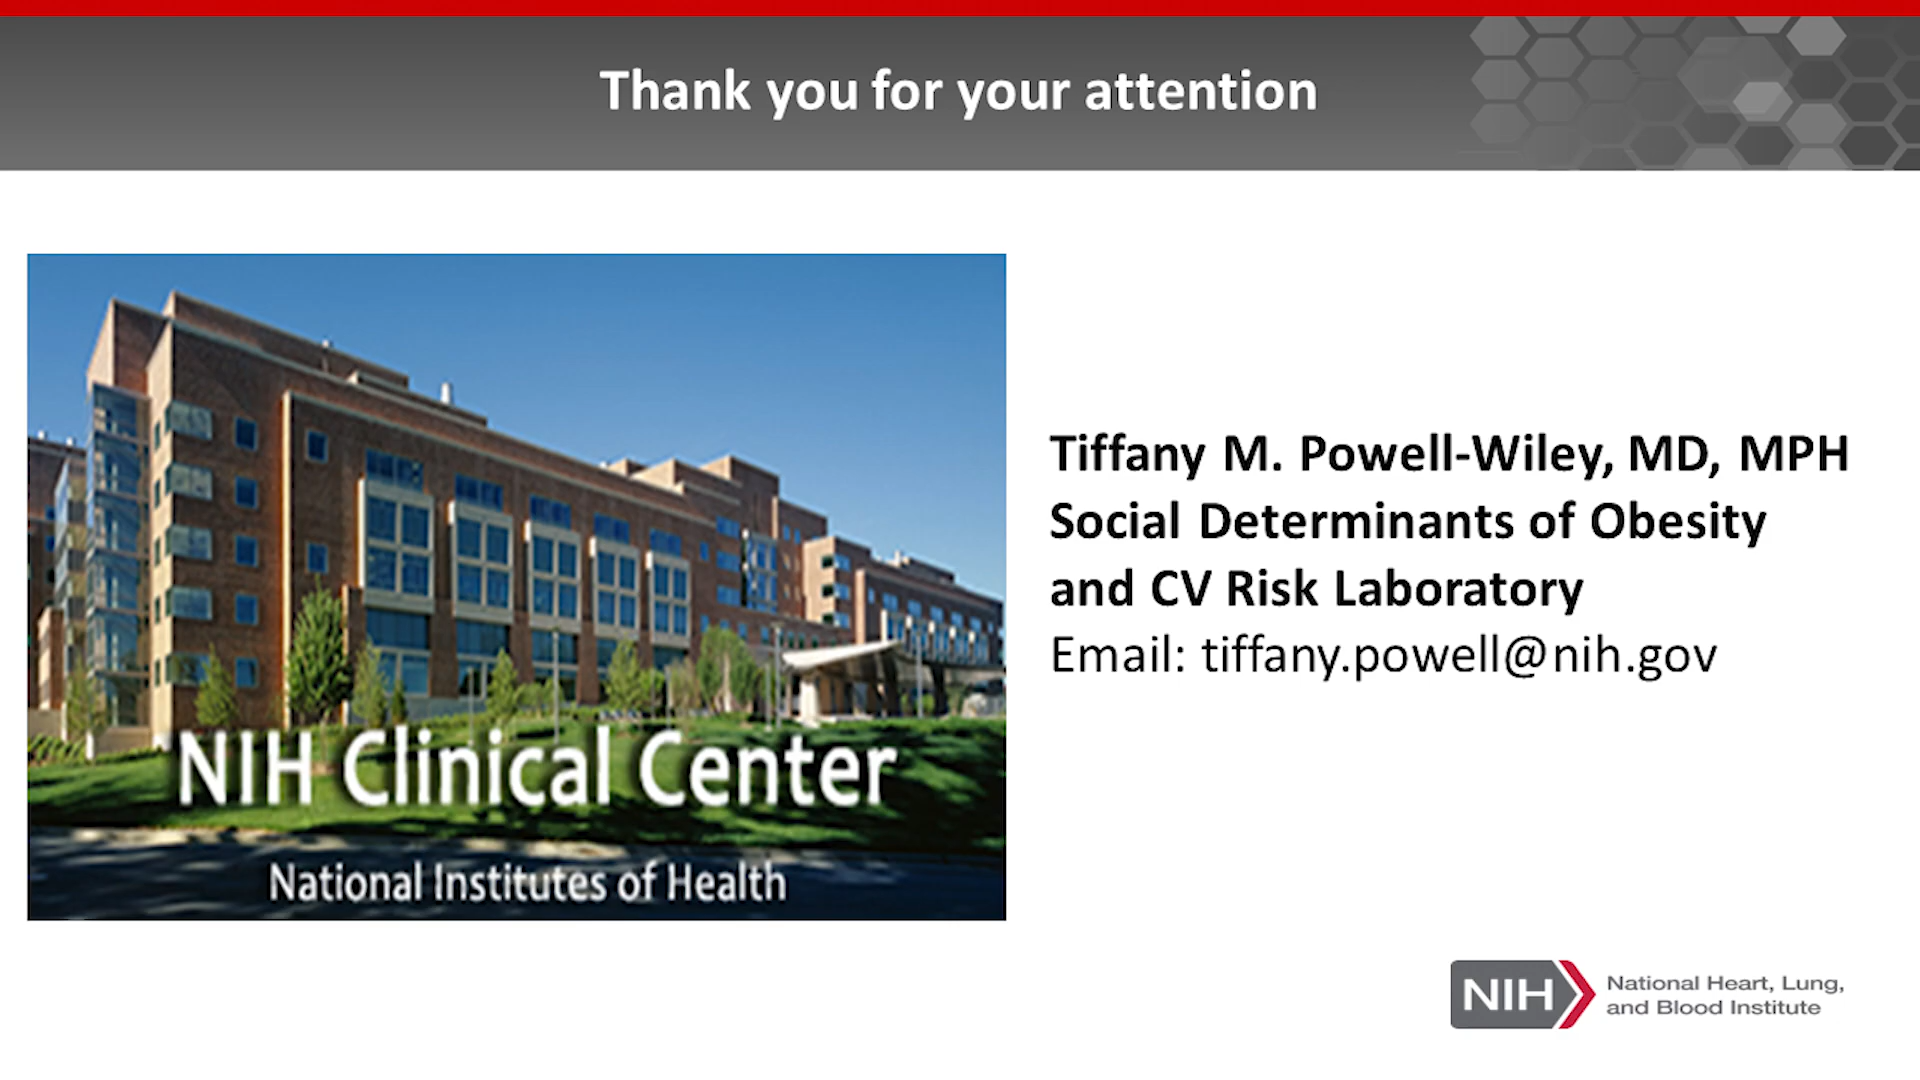 Thank you for your attention
NIH Clinical Center
National Institutes of Health
Tiffany M. Powell-Wiley, MD, MPH
Social Determinants of Obesity
and CV Risk Laboratory
Email: tiffany.powell@nih.gov
NIH
National Heart, Lung,
and Blood Institute